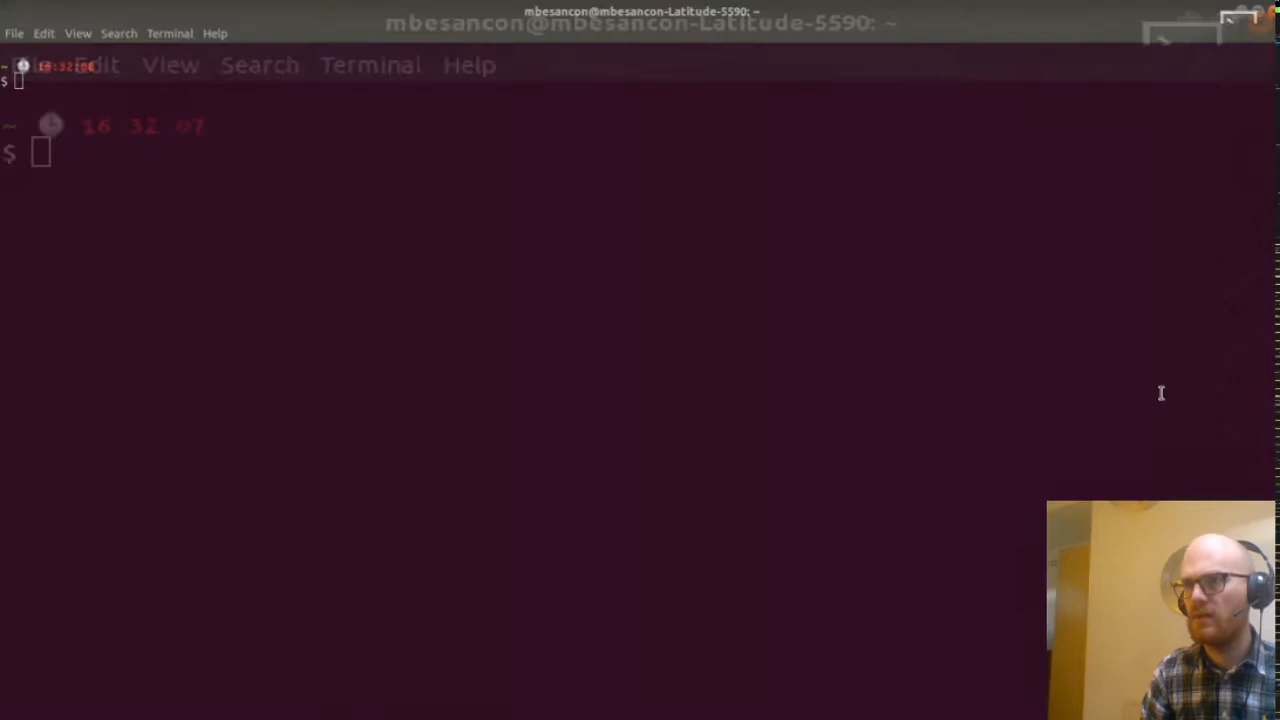 mbesancon@mbesancon-Latitude-5590: ~
mbesancon@mbesancon-Latitude-5590: ~
File Edit View Search Terminal Help
Edit View Search Terminal Help
~
$
~ 16 32 07
$